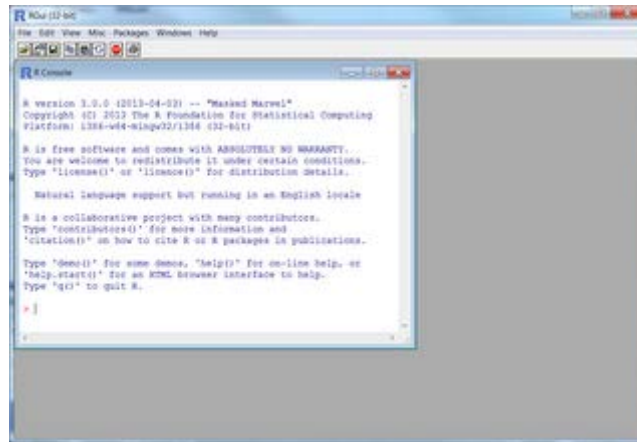 RGui (32-bit)
File Edit View Misc Packages Windows Help
R Console
R version 3.0.0 (2013-04-03) -- "Masked Marvel"
Copyright (C) 2013 The R Foundation for Statistical Computing
Platform: i386-w64-mingw32/i386 (32-bit)
R is free software and comes with ABSOLUTELY NO WARRANTY.
You are welcome to redistribute it under certain conditions.
Type 'license()' or 'licence()' for distribution details.
Natural language support but running in an English locale
R is a collaborative project with many contributors.
Type 'contributors()' for more information and
'citation()' on how to cite R or R packages in publications.
Type 'demo()' for some demos, 'help()' for on-line help, or
'help.start()' for an HTML browser interface to help.
Type 'q()' to quit R.
>